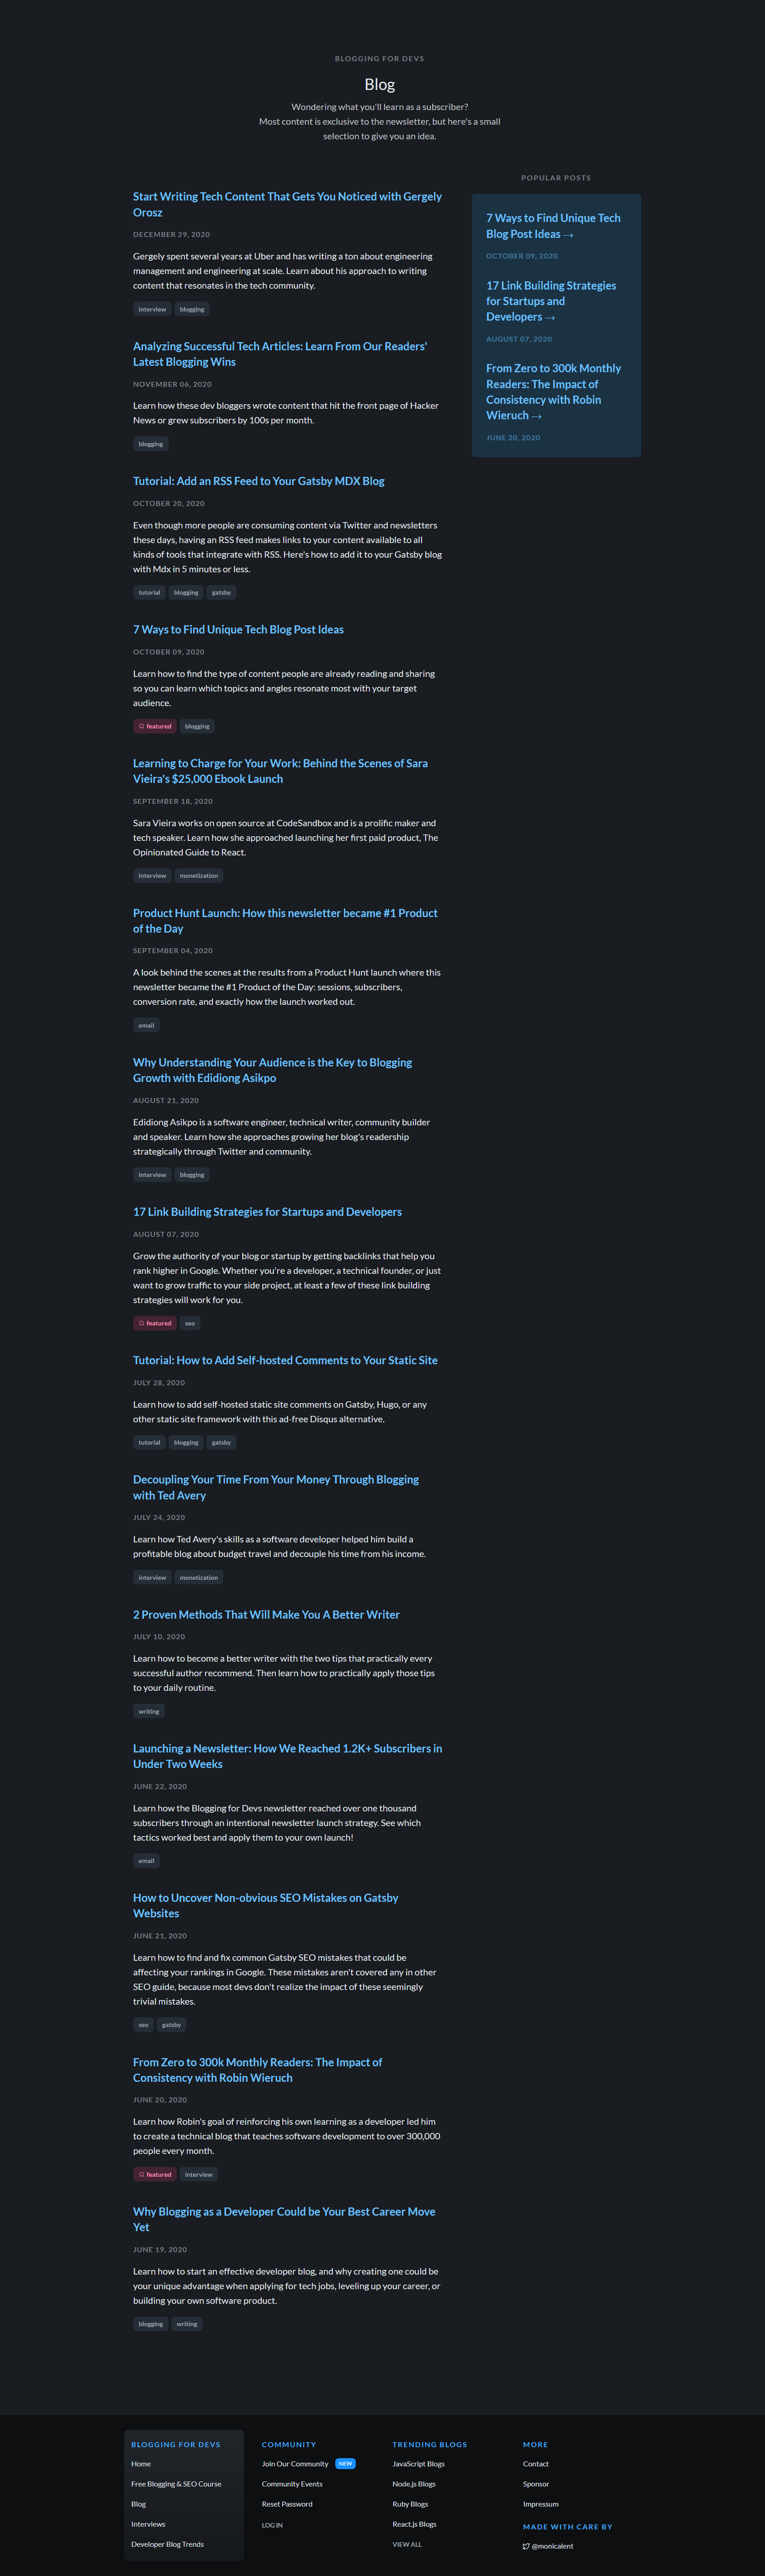 BLOGGING FOR DEVS
Blog
Wondering what you'll learn as a subscriber?
Most content is exclusive to the newsletter, but here's a small
selection to give you an idea.
Start Writing Tech Content That Gets You Noticed with Gergely
Orosz
DECEMBER 29, 2020
Gergely spent several years at Uber and has writing a ton about engineering
management and engineering at scale. Learn about his approach to writing
content that resonates in the tech community.
interview blogging
Analyzing Successful Tech Articles: Learn From Our Readers'
Latest Blogging Wins
NOVEMBER 06, 2020
Learn how these dev bloggers wrote content that hit the front page of Hacker
News or grew subscribers by 100s per month.
blogging
Tutorial: Add an RSS Feed to Your Gatsby MDX Blog
OCTOBER 20, 2020
Even though more people are consuming content via Twitter and newsletters
these days, having an RSS feed makes links to your content available to all
kinds of tools that integrate with RSS. Here's how to add it to your Gatsby blog
with Mdx in 5 minutes or less.
tutorial blogging gatsby
7 Ways to Find Unique Tech Blog Post Ideas
OCTOBER 09, 2020
Learn how to find the type of content people are already reading and sharing
so you can learn which topics and angles resonate most with your target
audience.
featured blogging
Learning to Charge for Your Work: Behind the Scenes of Sara
Vieira's $25,000 Ebook Launch
SEPTEMBER 18, 2020
Sara Vieira works on open source at CodeSandbox and is a prolific maker and
tech speaker. Learn how she approached launching her first paid product, The
Opinionated Guide to React.
interview monetization
Product Hunt Launch: How this newsletter became #1 Product
of the Day
SEPTEMBER 04, 2020
A look behind the scenes at the results from a Product Hunt launch where this
newsletter became the #1 Product of the Day: sessions, subscribers,
conversion rate, and exactly how the launch worked out.
email
Why Understanding Your Audience is the Key to Blogging
Growth with Edidiong Asikpo
AUGUST 21, 2020
Edidiong Asikpo is a software engineer, technical writer, community builder
and speaker. Learn how she approaches growing her blog's readership
strategically through Twitter and community.
interview blogging
17 Link Building Strategies for Startups and Developers
AUGUST 07, 2020
Grow the authority of your blog or startup by getting backlinks that help you
rank higher in Google. Whether you're a developer, a technical founder, or just
want to grow traffic to your side project, at least a few of these link building
strategies will work for you.
featured seo
Tutorial: How to Add Self-hosted Comments to Your Static Site
JULY 28, 2020
Learn how to add self-hosted static site comments on Gatsby, Hugo, or any
other static site framework with this ad-free Disqus alternative.
tutorial blogging gatsby
Decoupling Your Time From Your Money Through Blogging
with Ted Avery
JULY 24, 2020
Learn how Ted Avery's skills as a software developer helped him build a
profitable blog about budget travel and decouple his time from his income.
interview monetization
2 Proven Methods That Will Make You A Better Writer
JULY 10, 2020
Learn how to become a better writer with the two tips that practically every
successful author recommend. Then learn how to practically apply those tips
to your daily routine.
writing
Launching a Newsletter: How We Reached 1.2K+ Subscribers in
Under Two Weeks
JUNE 22, 2020
Learn how the Blogging for Devs newsletter reached over one thousand
subscribers through an intentional newsletter launch strategy. See which
tactics worked best and apply them to your own launch!
email
How to Uncover Non-obvious SEO Mistakes on Gatsby
Websites
JUNE 21, 2020
Learn how to find and fix common Gatsby SEO mistakes that could be
affecting your rankings in Google. These mistakes aren't covered any in other
SEO guide, because most devs don't realize the impact of these seemingly
trivial mistakes.
seo gatsby
From Zero to 300k Monthly Readers: The Impact of
Consistency with Robin Wieruch
JUNE 20, 2020
Learn how Robin's goal of reinforcing his own learning as a developer led him
to create a technical blog that teaches software development to over 300,000
people every month.
featured interview
Why Blogging as a Developer Could be Your Best Career Move
Yet
JUNE 19, 2020
Learn how to start an effective developer blog, and why creating one could be
your unique advantage when applying for tech jobs, leveling up your career, or
building your own software product.
blogging writing
POPULAR POSTS
7 Ways to Find Unique Tech
Blog Post Ideas →
OCTOBER 09, 2020
17 Link Building Strategies
for Startups and
Developers →
AUGUST 07, 2020
From Zero to 300k Monthly
Readers: The Impact of
Consistency with Robin
Wieruch →
JUNE 20, 2020
BLOGGING FOR DEVS
Home
Free Blogging & SEO Course
Blog
Interviews
Developer Blog Trends
COMMUNITY
Join Our Community NEW
Community Events
Reset Password
LOG IN
TRENDING BLOGS
JavaScript Blogs
Node.js Blogs
Ruby Blogs
React.js Blogs
VIEW ALL
MORE
Contact
Sponsor
Impressum
MADE WITH CARE BY
@monicalent